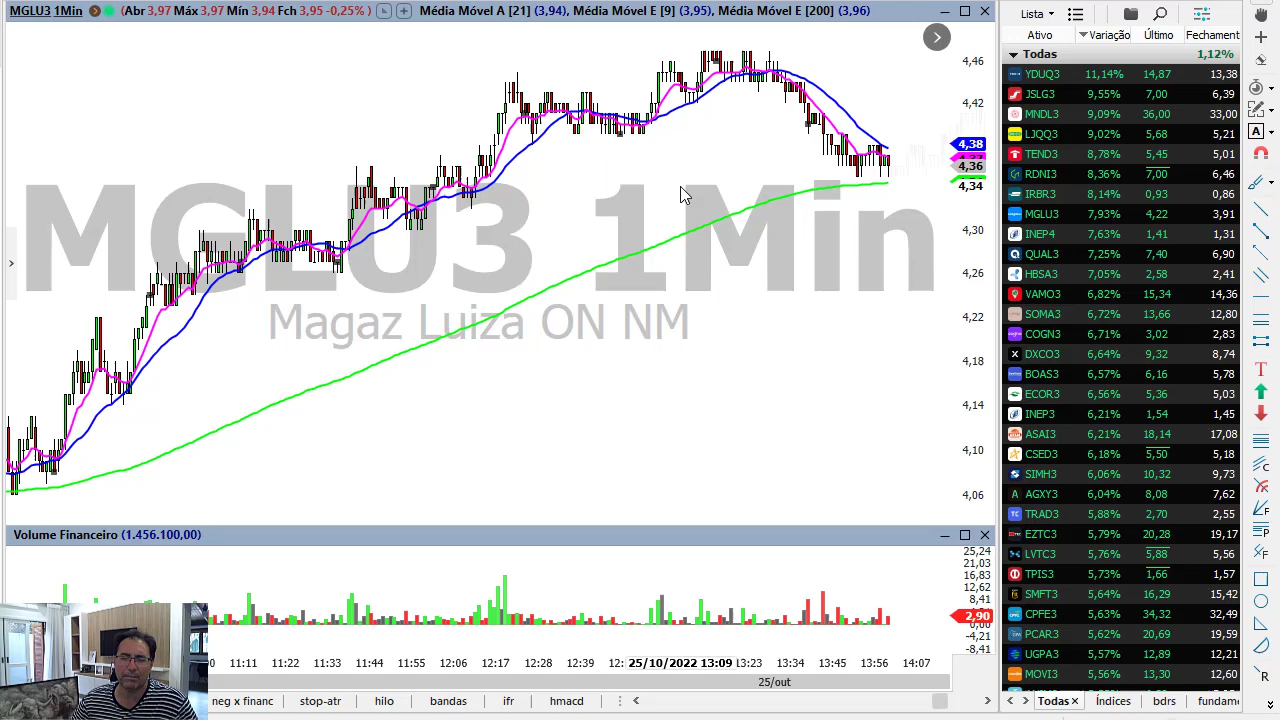 MGLU3 1Min (Abr 3,97 Máx 3,97 Mín 3,94 Fch 3,95 -0,25% ) Média Móvel A [21] (3,94), Média Móvel E [9] (3,95), Média Móvel E [200] (3,96)
MGLU3 1Min
Magaz Luiza ON NM
4,46
4,42
4,38
4,36
4,34
4,30
4,26
4,22
4,18
4,14
4,10
4,06
Volume Financeiro (1.456.100,00)
25,24
21,03
16,83
12,62
8,41
2,90
0,00
-4,21
-8,41
11:11 11:22 11:33 11:44 11:55 12:06 12:17 12:28 12:39 25/10/2022 13:09 13:56 14:07
25/out
neg x financ stop-atr hilo bandas ifr hmacd
Lista
Ativo Variação Último Fechament
Todas 1,12%
YDUQ3 11,14% 14,87 13,38
JSLG3 9,55% 7,00 6,39
MNDL3 9,09% 36,00 33,00
LJQQ3 9,02% 5,68 5,21
TEND3 8,78% 5,45 5,01
RDNI3 8,36% 7,00 6,46
IRBR3 8,14% 0,93 0,86
MGLU3 7,93% 4,22 3,91
INEP4 7,63% 1,41 1,31
QUAL3 7,25% 7,40 6,90
HBSA3 7,05% 2,58 2,41
VAMO3 6,82% 15,34 14,36
SOMA3 6,72% 13,66 12,80
COGN3 6,71% 3,02 2,83
DXCO3 6,64% 9,32 8,74
BOAS3 6,57% 6,16 5,78
ECOR3 6,56% 5,36 5,03
INEP3 6,21% 1,54 1,45
ASAI3 6,21% 18,14 17,08
CSED3 6,18% 5,50 5,18
SIMH3 6,06% 10,32 9,73
AGXY3 6,04% 8,08 7,62
TRAD3 5,88% 2,70 2,55
EZTC3 5,79% 20,28 19,17
LVTC3 5,76% 5,88 5,56
TPIS3 5,73% 1,66 1,57
SMFT3 5,64% 16,29 15,42
CPFE3 5,63% 34,32 32,49
PCAR3 5,62% 20,69 19,59
UGPA3 5,57% 12,89 12,21
MOVI3 5,56% 13,30 12,60
Todas Índices bdrs fundame